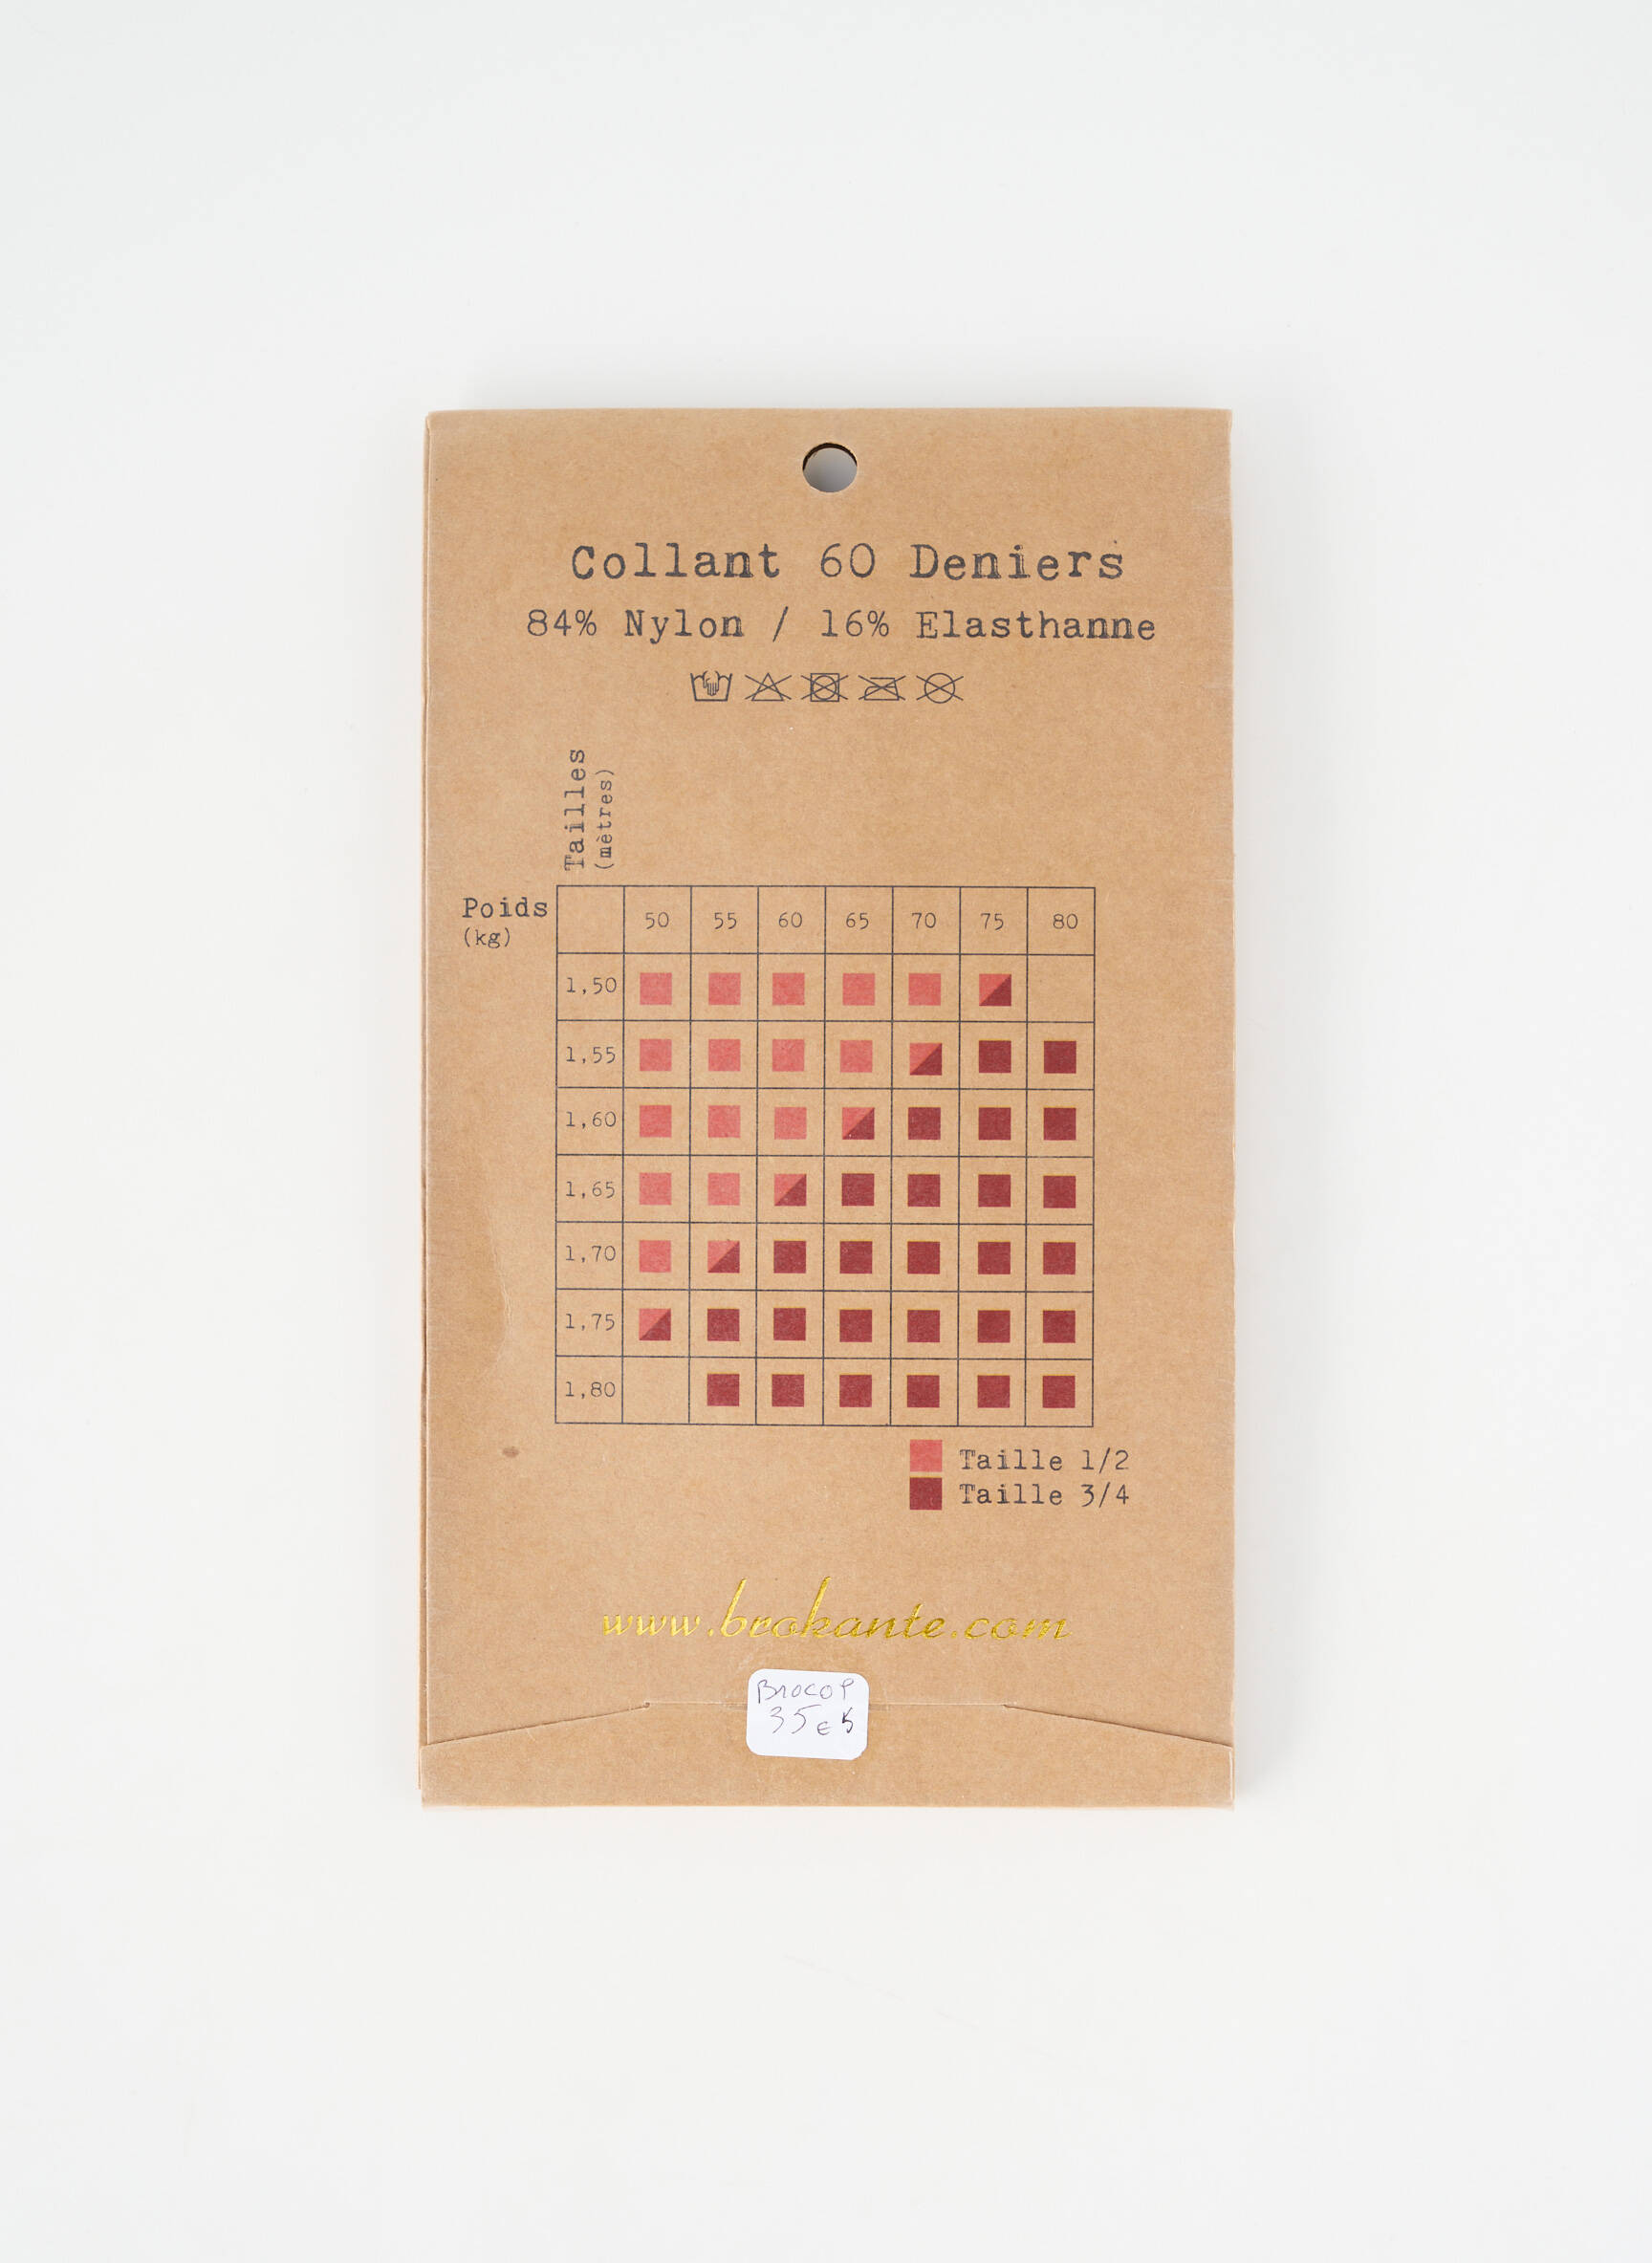 Collant 60 Deniers
84% Nylon / 16% Elasthanne
Tailles
(mètres)
Poids
(kg)
50 55 60 65 70 75 80
1,50
1,55
1,60
1,65
1,70
1,75
1,80
Taille 1/2
Taille 3/4
www.brokante.com
35€